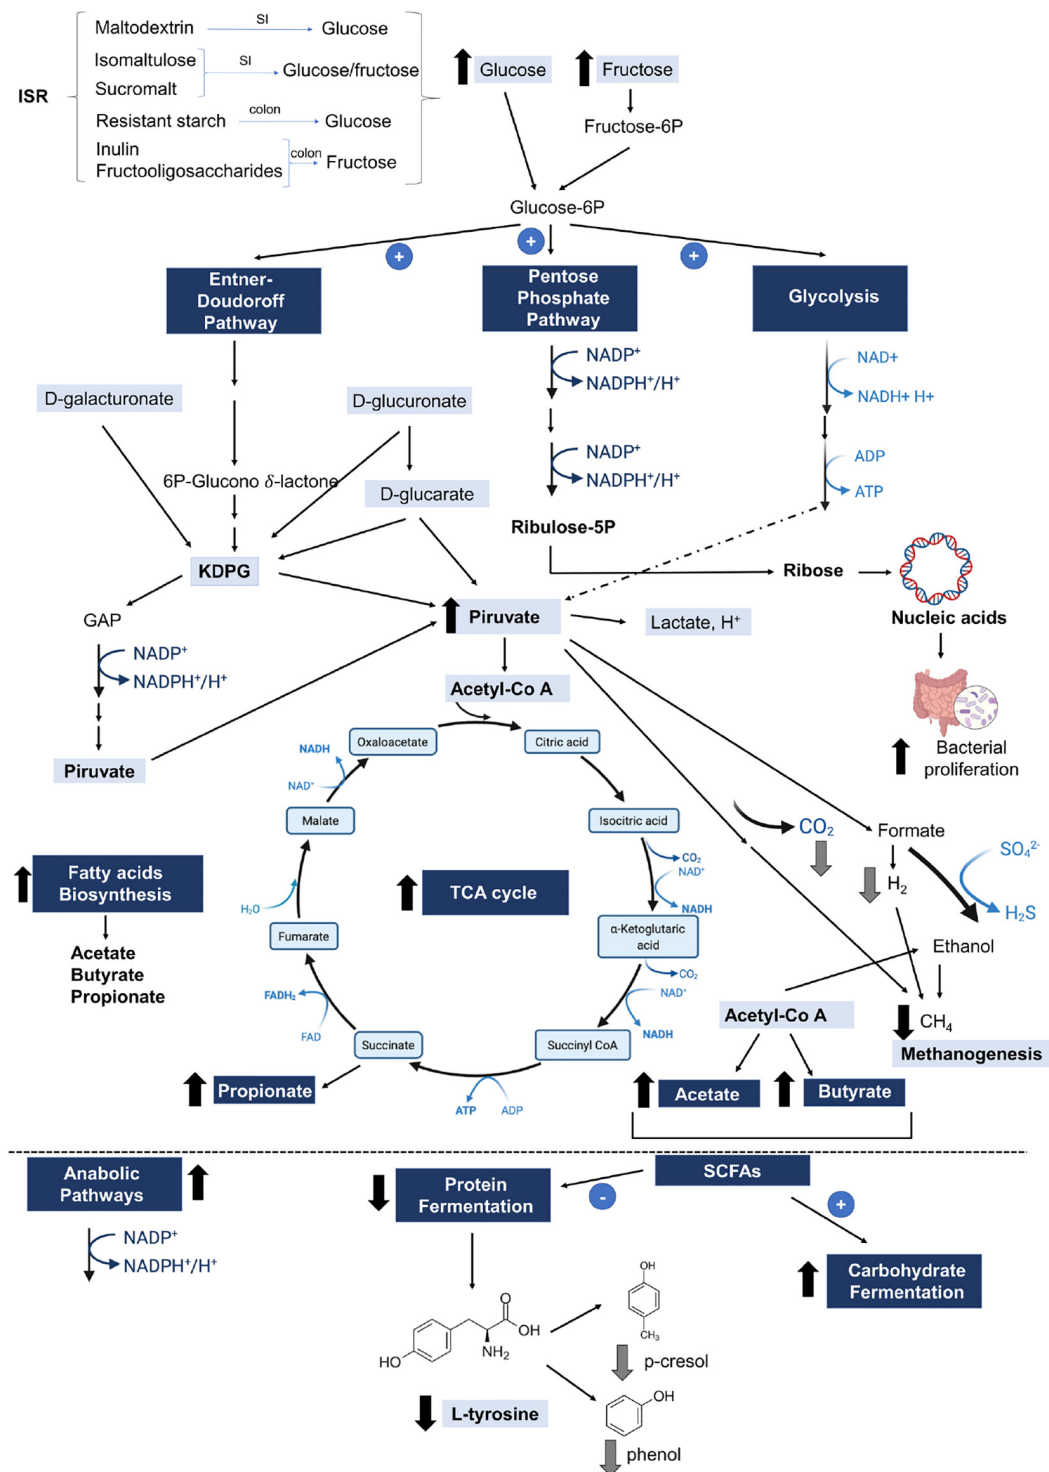 ISR
Maltodextrin
SI
Glucose
Isomaltulose
Sucromalt
SI
Glucose/fructose
Resistant starch
colon
Glucose
Inulin
Fructooligosaccharides
colon
Fructose
Glucose
Fructose
Fructose-6P
Glucose-6P
+
+
+
Entner-
Doudoroff
Pathway
Pentose
Phosphate
Pathway
Glycolysis
NADP⁺
NADPH⁺/H⁺
NAD+
NADH+ H+
D-galacturonate
D-glucuronate
NADP⁺
NADPH⁺/H⁺
ADP
ATP
6P-Glucono δ-lactone
D-glucarate
Ribulose-5P
KDPG
Ribose
Nucleic acids
GAP
Piruvate
Lactate, H⁺
NADP⁺
NADPH⁺/H⁺
Acetyl-Co A
Bacterial
proliferation
Piruvate
Oxaloacetate
Citric acid
NADH
NAD⁺
Malate
Isocitric acid
CO₂
Formate
SO₄²⁻
CO₂
NAD⁺
NADH
H₂
H₂S
Fatty acids
Biosynthesis
TCA cycle
H₂O
Fumarate
α-Ketoglutaric
acid
Ethanol
Acetate
Butyrate
Propionate
CO₂
NAD⁺
NADH
FADH₂
FAD
Acetyl-Co A
CH₄
Succinate
Succinyl CoA
Methanogenesis
Propionate
ATP
ADP
Acetate
Butyrate
Anabolic
Pathways
Protein
Fermentation
-
SCFAs
+
NADP⁺
NADPH⁺/H⁺
Carbohydrate
Fermentation
O
OH
NH₂
HO
OH
CH₃
p-cresol
L-tyrosine
OH
phenol